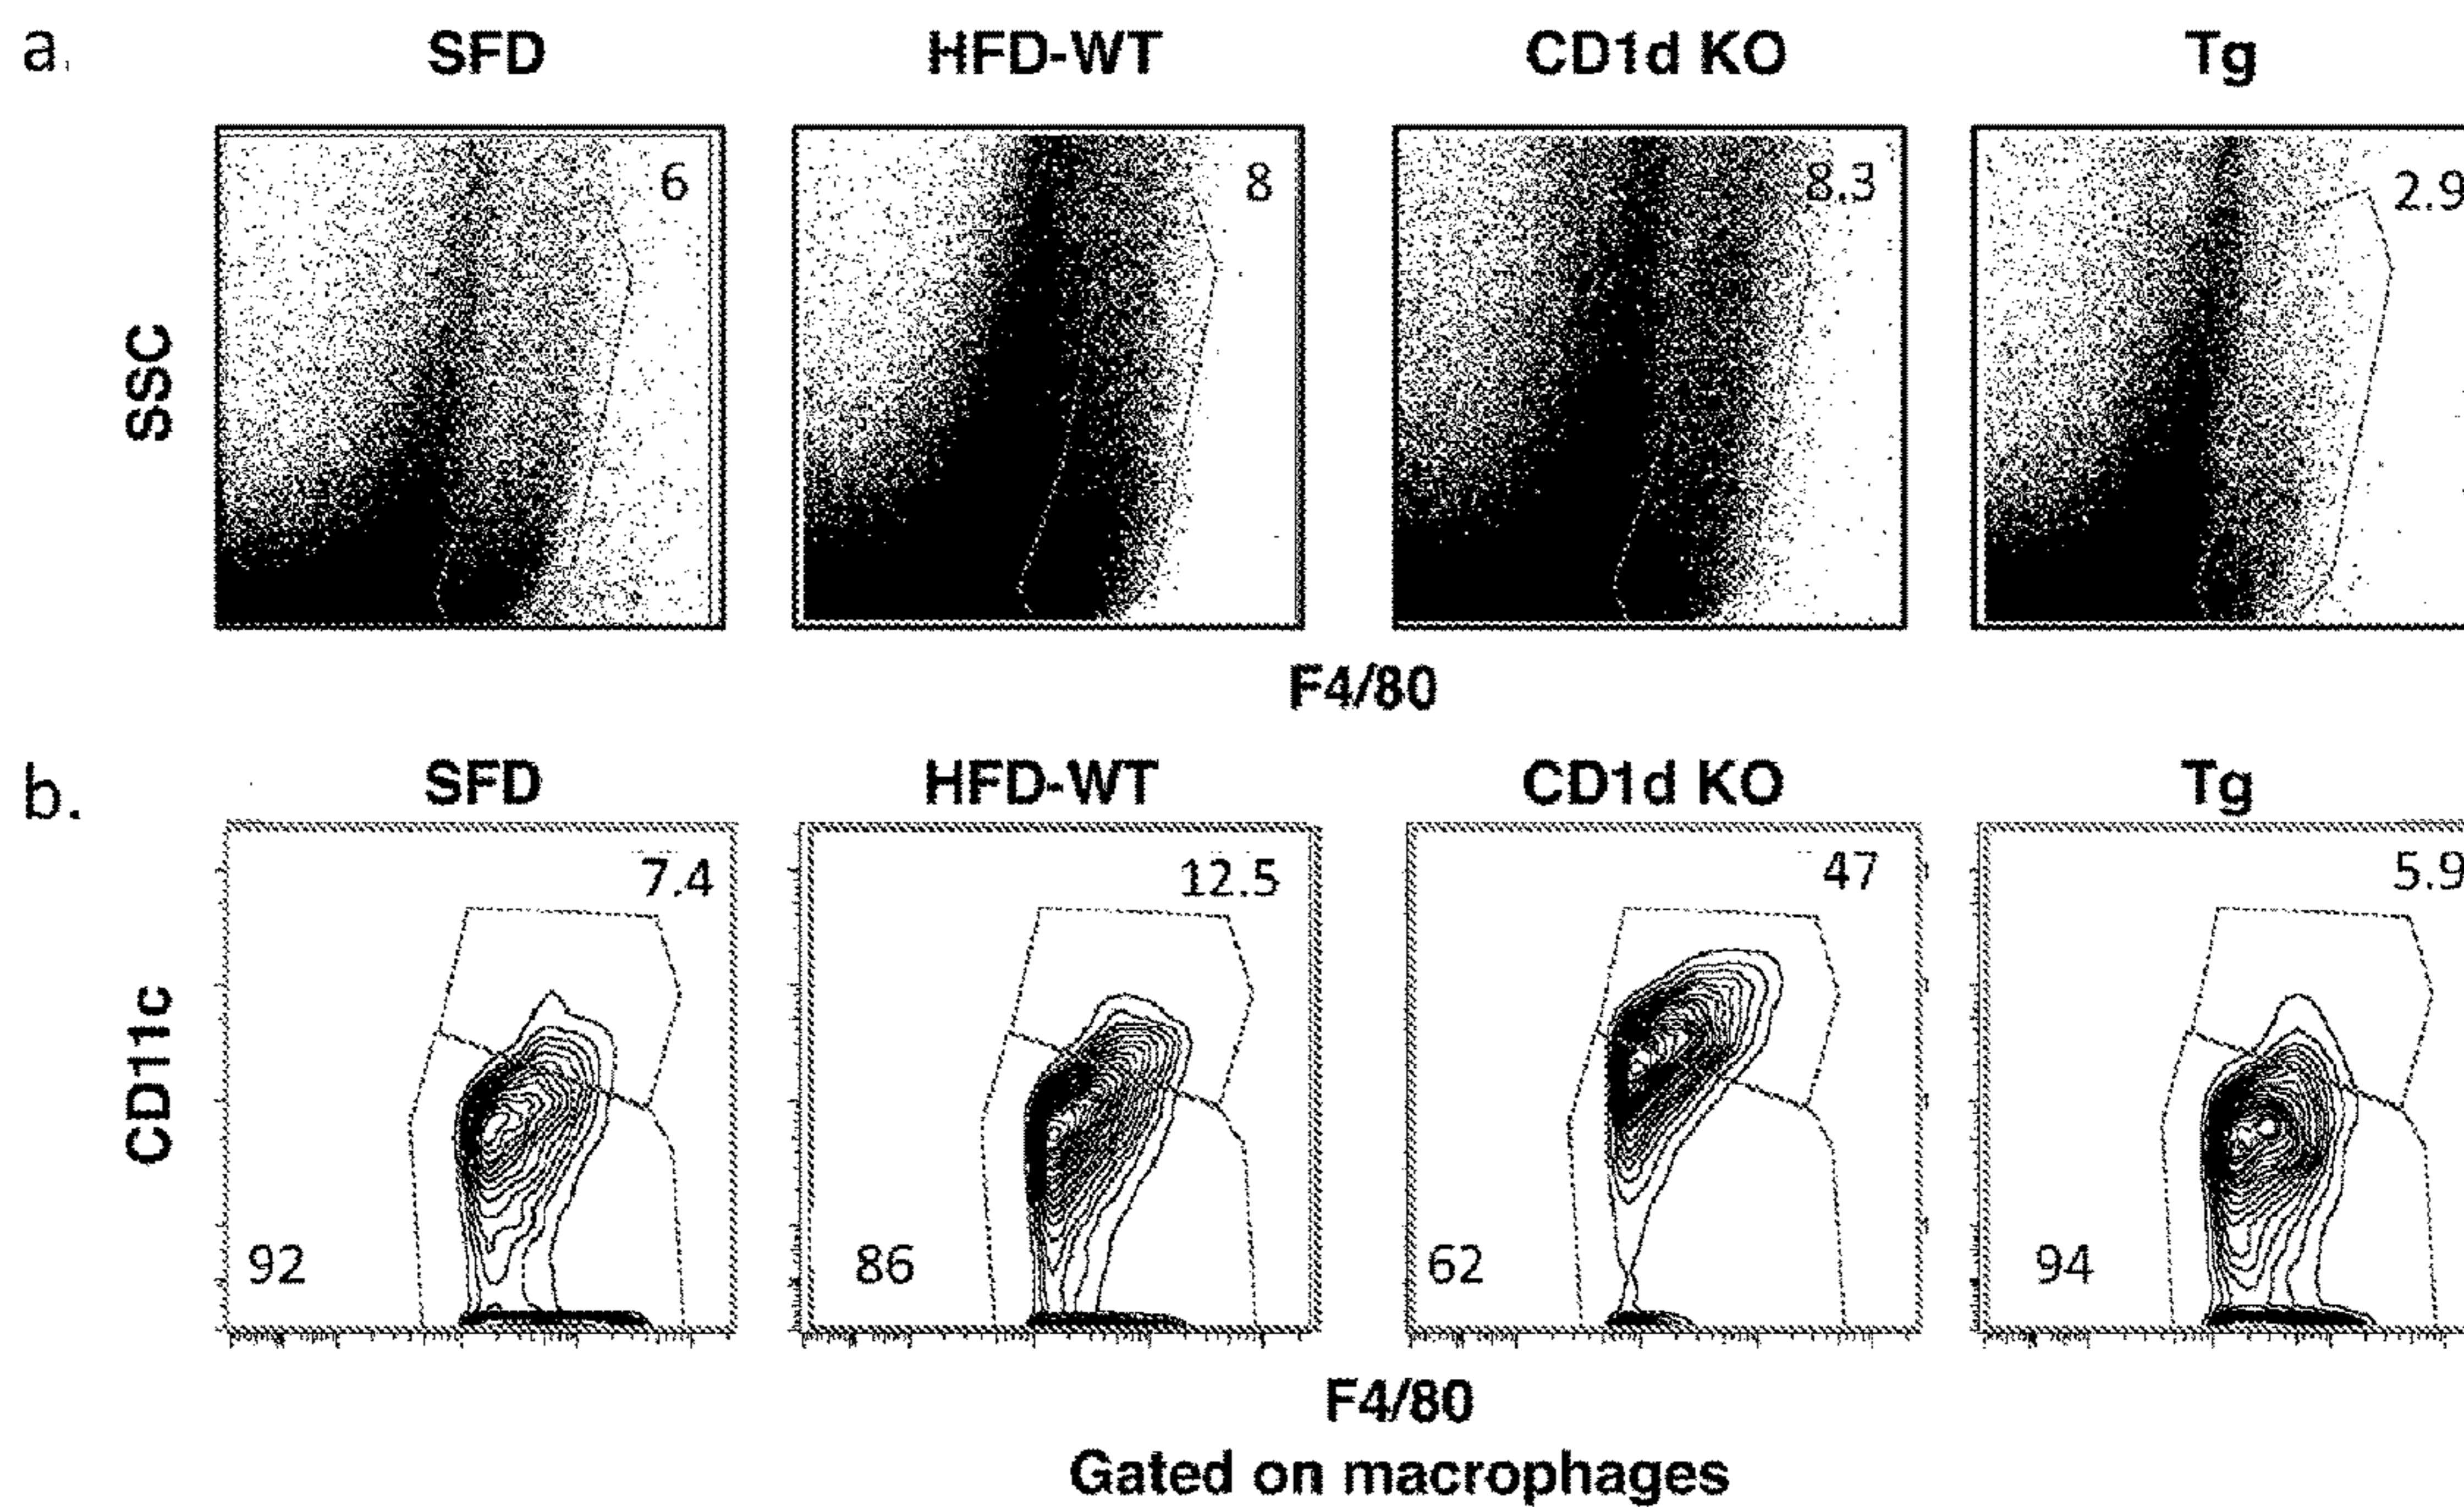 a. SFD HFD-WT CD1d KO Tg
6 8 8.3 2.9
SSC
F4/80
b. SFD HFD-WT CD1d KO Tg
7.4 12.5 47 5.9
CD11c
92 86 62 94
F4/80
Gated on macrophages